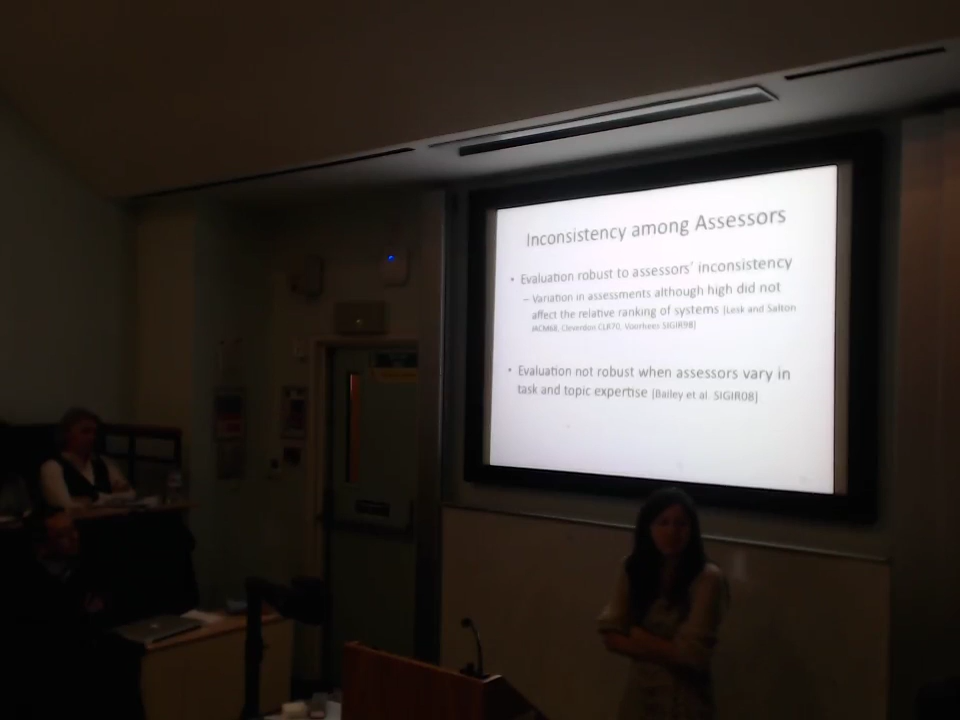 Inconsistency among Assessors
• Evaluation robust to assessors' inconsistency
– Variation in assessments although high did not
affect the relative ranking of systems [Lesk and Salton
JACM68, Cleverdon CLR70, Voorhees SIGIR98]
• Evaluation not robust when assessors vary in
task and topic expertise [Bailey et al. SIGIR08]